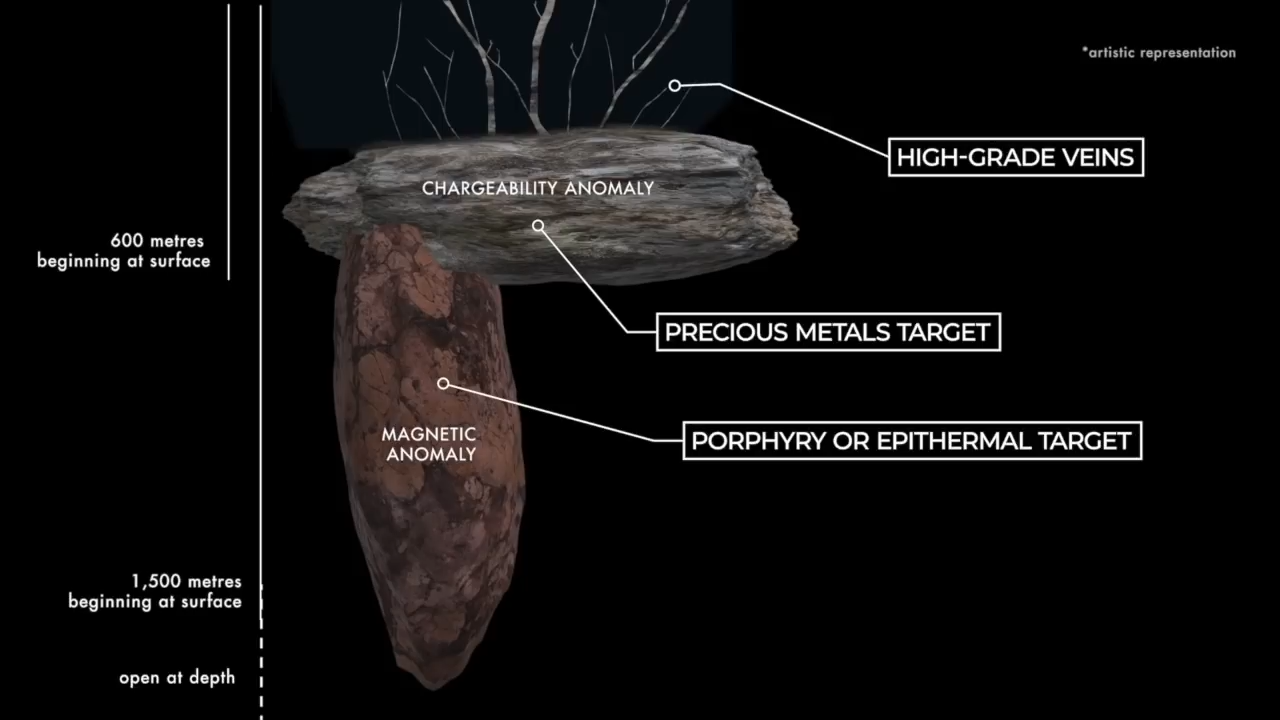 *artistic representation
HIGH-GRADE VEINS
CHARGEABILITY ANOMALY
600 metres
beginning at surface
PRECIOUS METALS TARGET
MAGNETIC
ANOMALY
PORPHYRY OR EPITHERMAL TARGET
1,500 metres
beginning at surface
open at depth